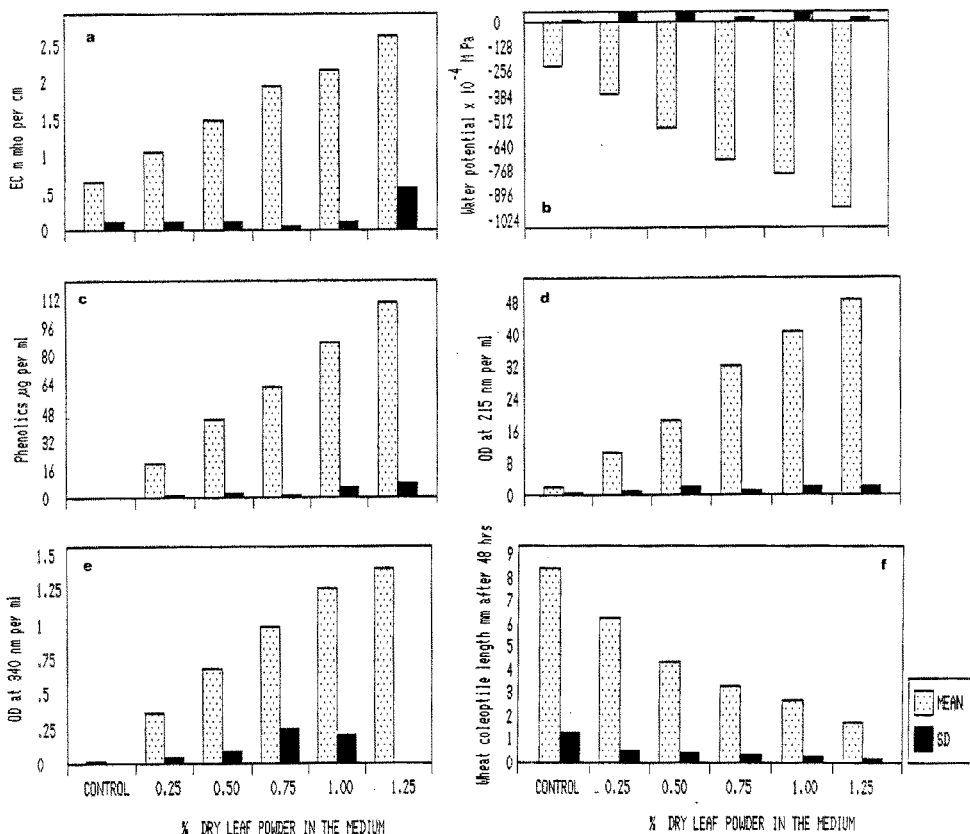 a
2.5
2
1.5
1
.5
0
EC m mho per cm
0
-128
-256
-384
-512
-640
-768
-896
-1024
Water potential x 10 -4 M Pa
b
c
112
96
80
64
48
32
16
0
Phenolics µg per ml
d
48
40
32
24
16
8
0
OD at 215 nm per ml
e
1.5
1.25
1
.75
.5
.25
0
OD at 340 nm per ml
CONTROL 0.25 0.50 0.75 1.00 1.25
% DRY LEAF POWDER IN THE MEDIUM
f
9
8
7
6
5
4
3
2
1
0
Wheat coleoptile length mm after 48 hrs
CONTROL 0.25 0.50 0.75 1.00 1.25
% DRY LEAF POWDER IN THE MEDIUM
MEAN
SD